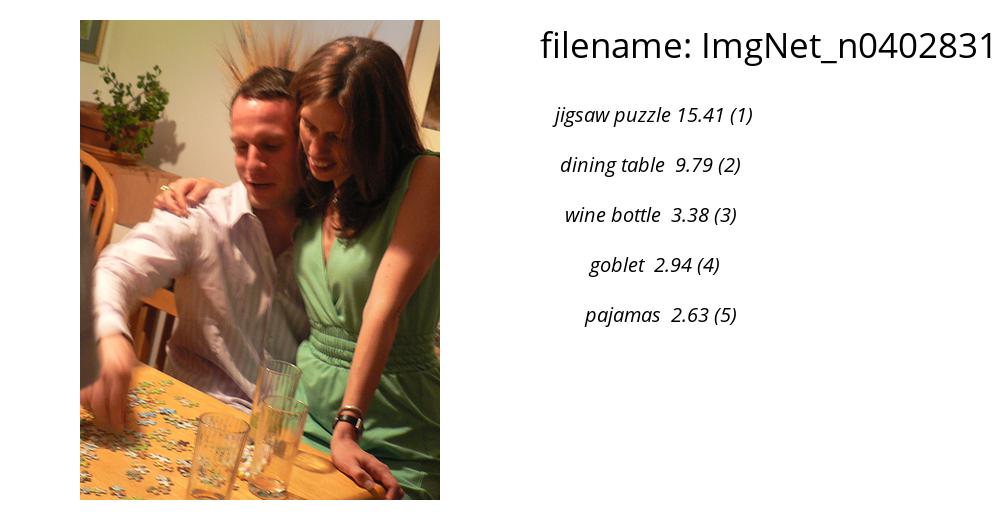 filename: ImgNet_n0402831
jigsaw puzzle 15.41 (1)
dining table 9.79 (2)
wine bottle 3.38 (3)
goblet 2.94 (4)
pajamas 2.63 (5)